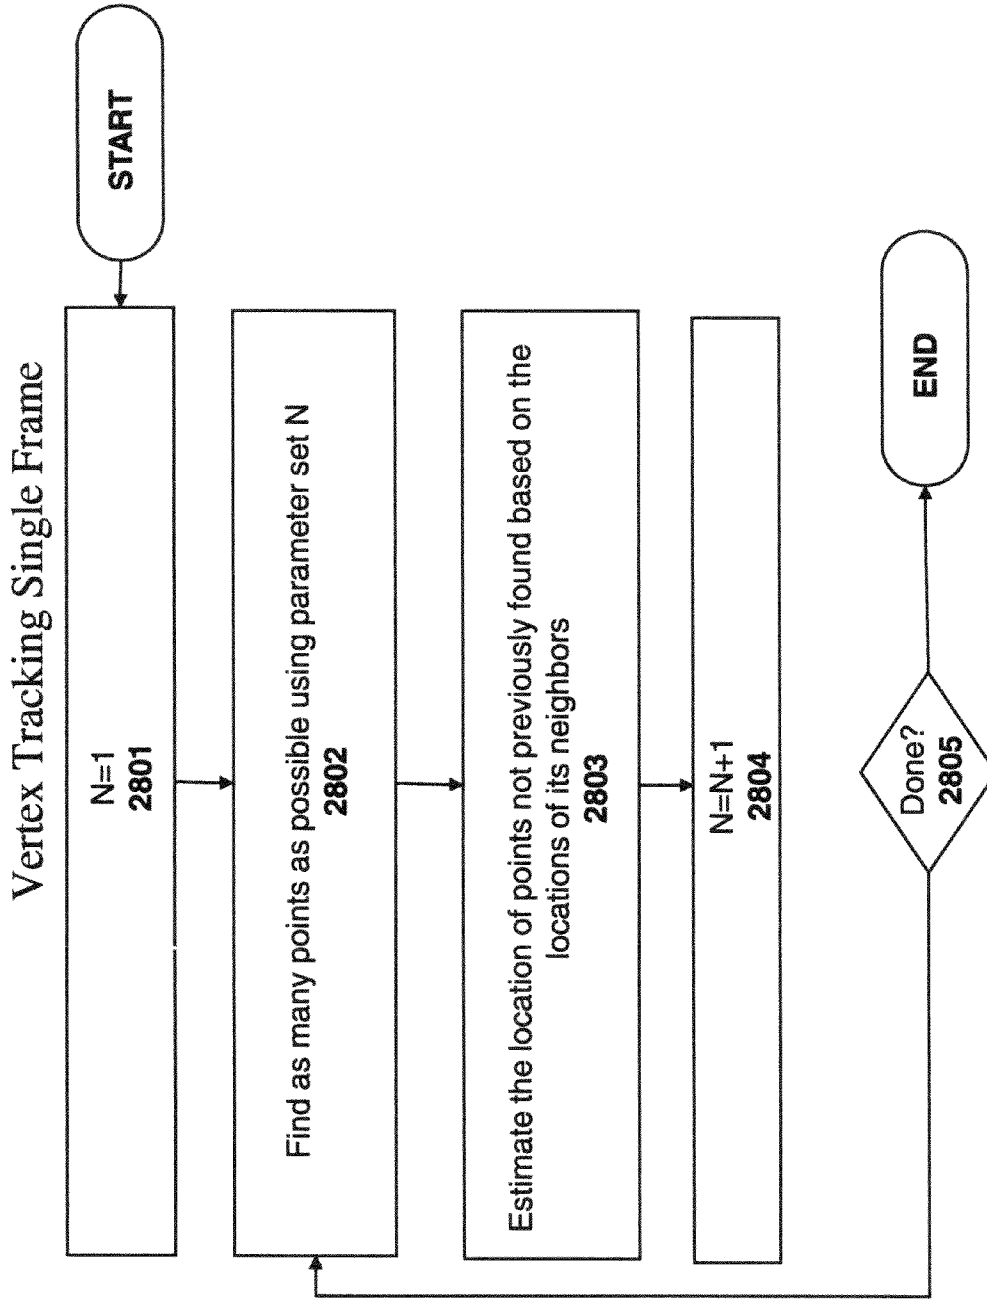 Vertex Tracking Single Frame
START
N=1
2801
Find as many points as possible using parameter set N
2802
Estimate the location of points not previously found based on the
locations of its neighbors
2803
N=N+1
2804
Done?
2805
END